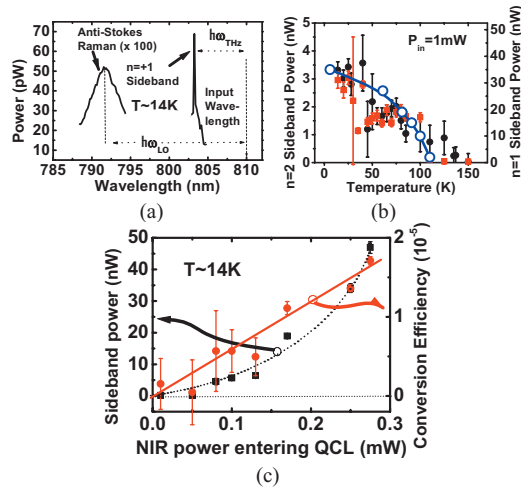 70
60
50
40
30
20
10
Power (pW)
Anti-Stokes
Raman (x 100)
n=+1
Sideband
T~14K
ħω_THz
Input
Wave-
length
ħω_LO
785 790 795 800 805 810
Wavelength (nm)
(a)
P_in=1mW
5
4
3
2
1
0
n=2 Sideband Power (nW)
50
40
30
20
10
0
n=1 Sideband Power (nW)
0 50 100 150
Temperature (K)
(b)
T~14K
50
40
30
20
10
0
Sideband power (nW)
2
1
0
Conversion Efficiency (10⁻⁵)
0.0 0.1 0.2 0.3
NIR power entering QCL (mW)
(c)